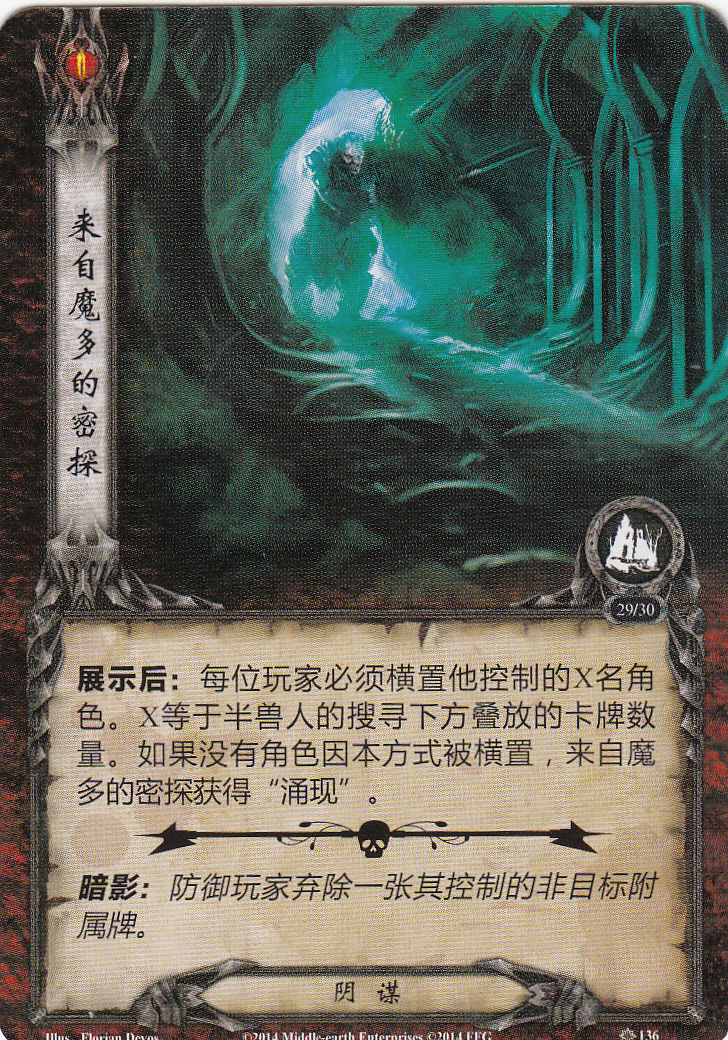 来自魔多的密探
29/30
展示后：每位玩家必须横置他控制的X名角
色。X等于半兽人的搜寻下方叠放的卡牌数
量。如果没有角色因本方式被横置，来自魔
多的密探获得“涌现”。
暗影：防御玩家弃除一张其控制的非目标附
属牌。
阴谋
Illus. Florian Devos
©2014 Middle-earth Enterprises ©2014 FFG
136